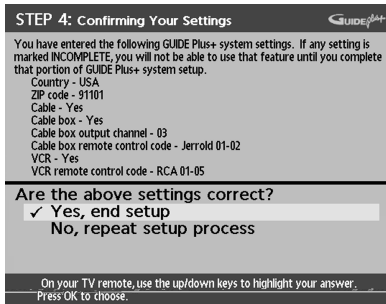 STEP 4: Confirming Your Settings
GUIDE Plus+
You have entered the following GUIDE Plus+ system settings. If any setting is
marked INCOMPLETE, you will not be able to use that feature until you complete
that portion of GUIDE Plus+ system setup.
Country - USA
ZIP code - 91101
Cable - Yes
Cable box - Yes
Cable box output channel - 03
Cable box remote control code - Jerrold 01-02
VCR - Yes
VCR remote control code - RCA 01-05
Are the above settings correct?
✓ Yes, end setup
No, repeat setup process
On your TV remote, use the up/down keys to highlight your answer.
Press OK to choose.